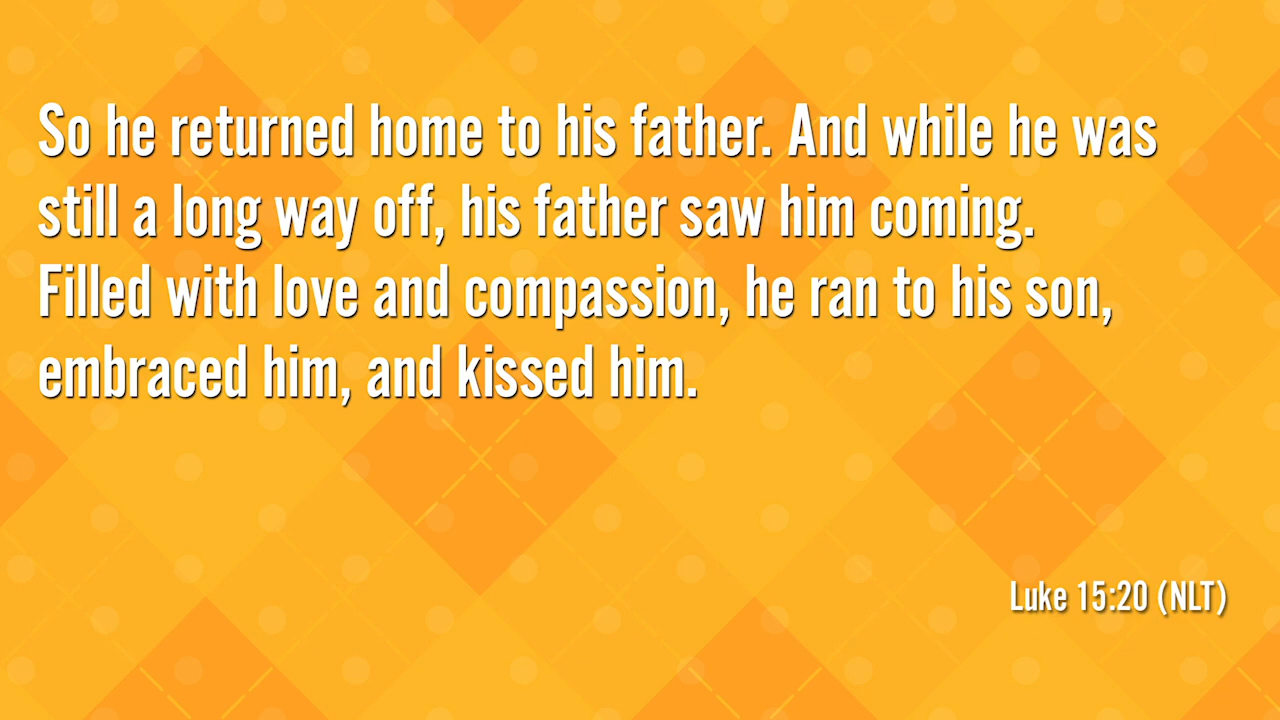 So he returned home to his father. And while he was
still a long way off, his father saw him coming.
Filled with love and compassion, he ran to his son,
embraced him, and kissed him.
Luke 15:20 (NLT)